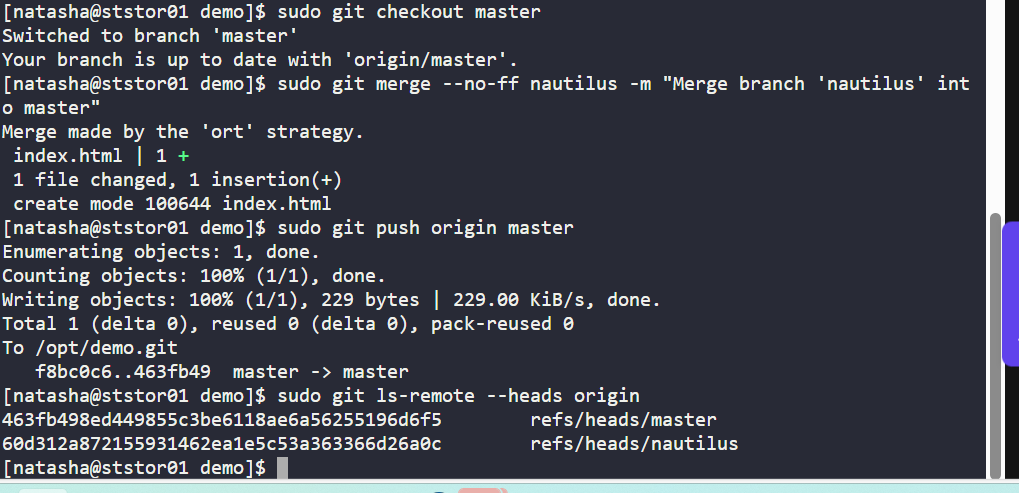 [natasha@ststor01 demo]$ sudo git checkout master
Switched to branch 'master'
Your branch is up to date with 'origin/master'.
[natasha@ststor01 demo]$ sudo git merge --no-ff nautilus -m "Merge branch 'nautilus' int
o master"
Merge made by the 'ort' strategy.
 index.html | 1 +
 1 file changed, 1 insertion(+)
 create mode 100644 index.html
[natasha@ststor01 demo]$ sudo git push origin master
Enumerating objects: 1, done.
Counting objects: 100% (1/1), done.
Writing objects: 100% (1/1), 229 bytes | 229.00 KiB/s, done.
Total 1 (delta 0), reused 0 (delta 0), pack-reused 0
To /opt/demo.git
   f8bc0c6..463fb49  master -> master
[natasha@ststor01 demo]$ sudo git ls-remote --heads origin
463fb498ed449855c3be6118ae6a56255196d6f5        refs/heads/master
60d312a872155931462ea1e5c53a363366d26a0c        refs/heads/nautilus
[natasha@ststor01 demo]$